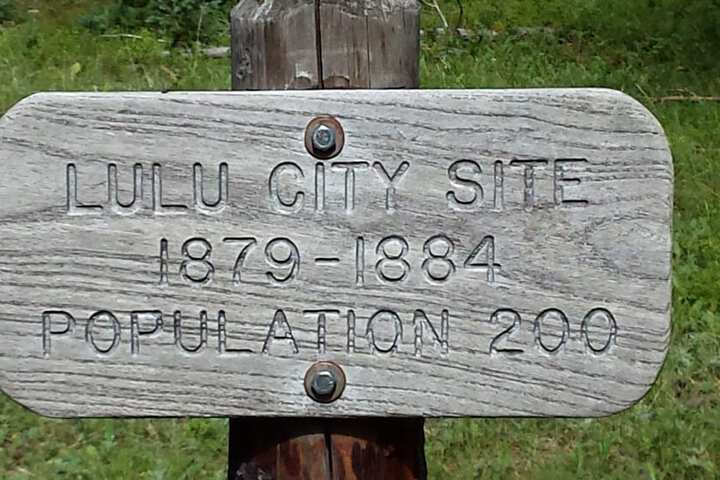 LULU CITY SITE
1879-1884
POPULATION 200